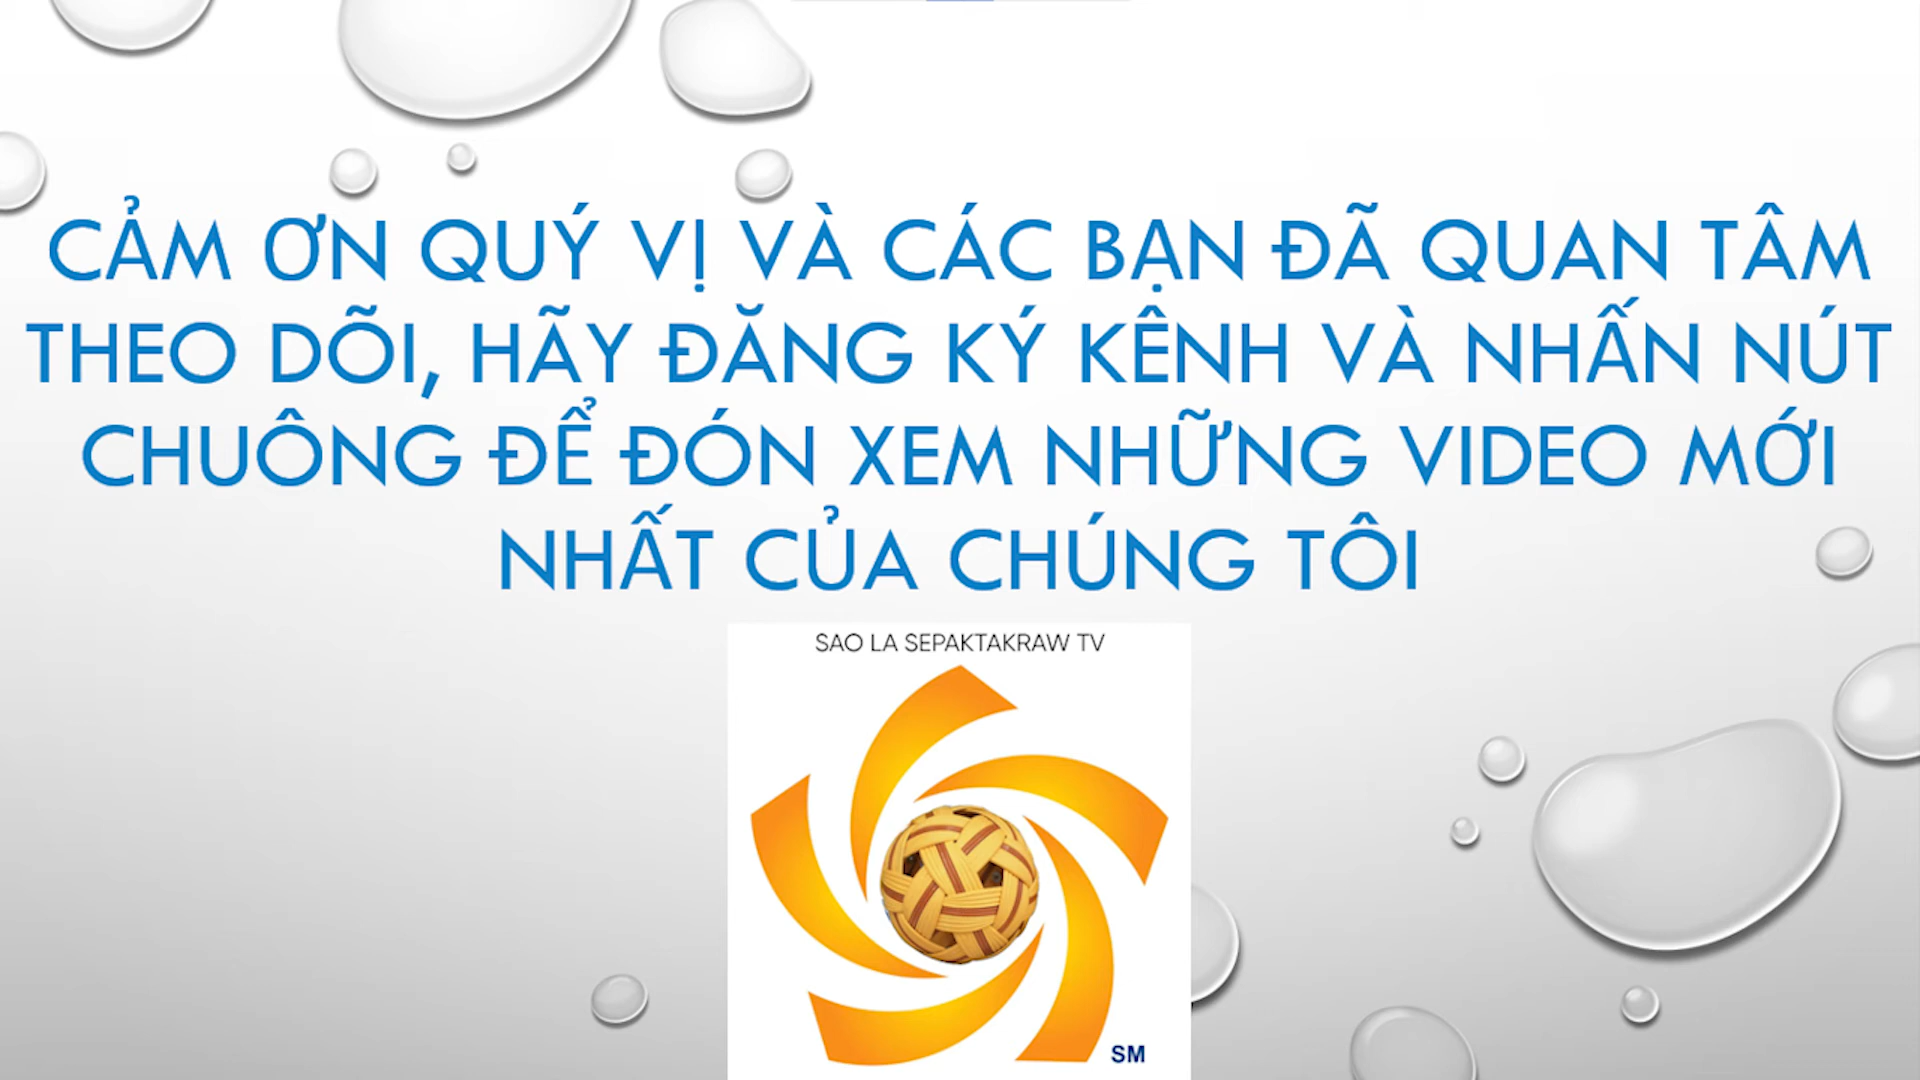 CẢM ƠN QUÝ VỊ VÀ CÁC BẠN ĐÃ QUAN TÂM
THEO DÕI, HÃY ĐĂNG KÝ KÊNH VÀ NHẤN NÚT
CHUÔNG ĐỂ ĐÓN XEM NHỮNG VIDEO MỚI
NHẤT CỦA CHÚNG TÔI
SAO LA SEPAKTAKRAW TV
SM